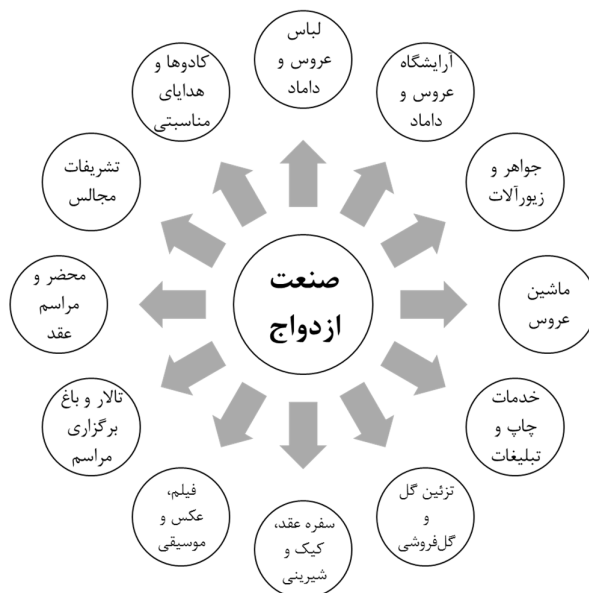 صنعت
ازدواج
لباس
عروس و
داماد
آرایشگاه
عروس و
داماد
جواهر و
زیورآلات
ماشین
عروس
خدمات
چاپ و
تبلیغات
تزئین گل
و
گل‌فروشی
سفره عقد،
کیک و
شیرینی
فیلم،
عکس و
موسیقی
تالار و باغ
برگزاری
مراسم
محضر و
مراسم
عقد
تشریفات
مجالس
کادوها و
هدایای
مناسبتی